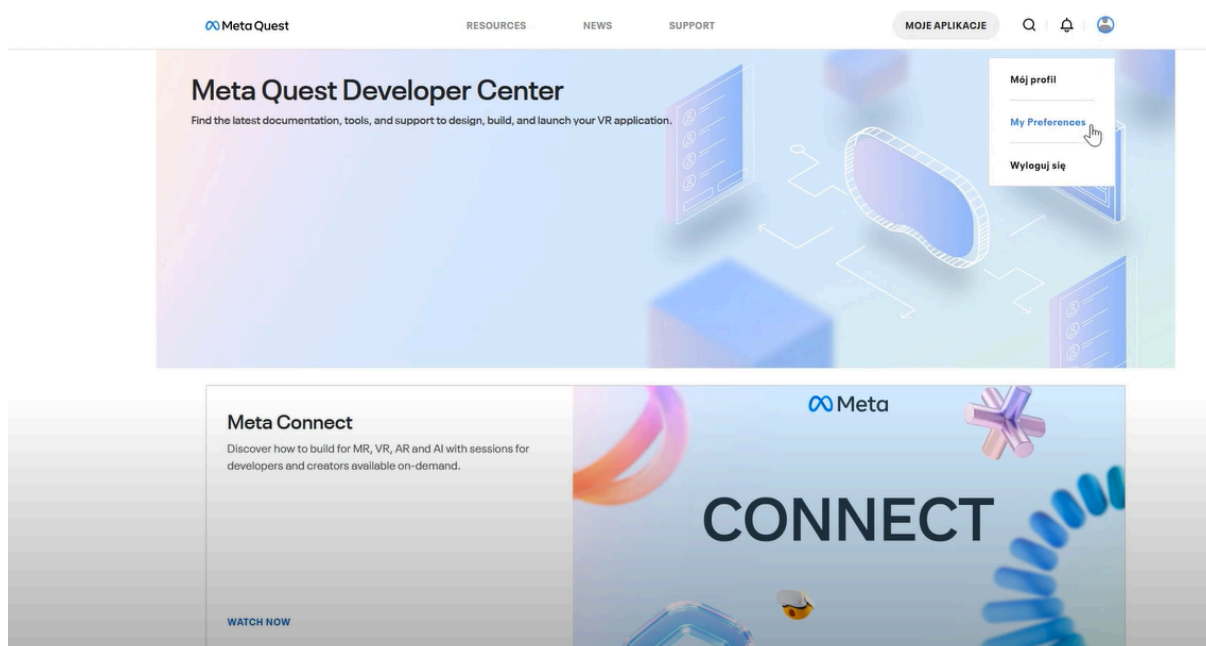 Meta Quest
RESOURCES
NEWS
SUPPORT
MOJE APLIKACJE
Meta Quest Developer Center
Find the latest documentation, tools, and support to design, build, and launch your VR application.
Mój profil
My Preferences
Wyloguj się
Meta Connect
Discover how to build for MR, VR, AR and AI with sessions for
developers and creators available on-demand.
WATCH NOW
Meta
CONNECT